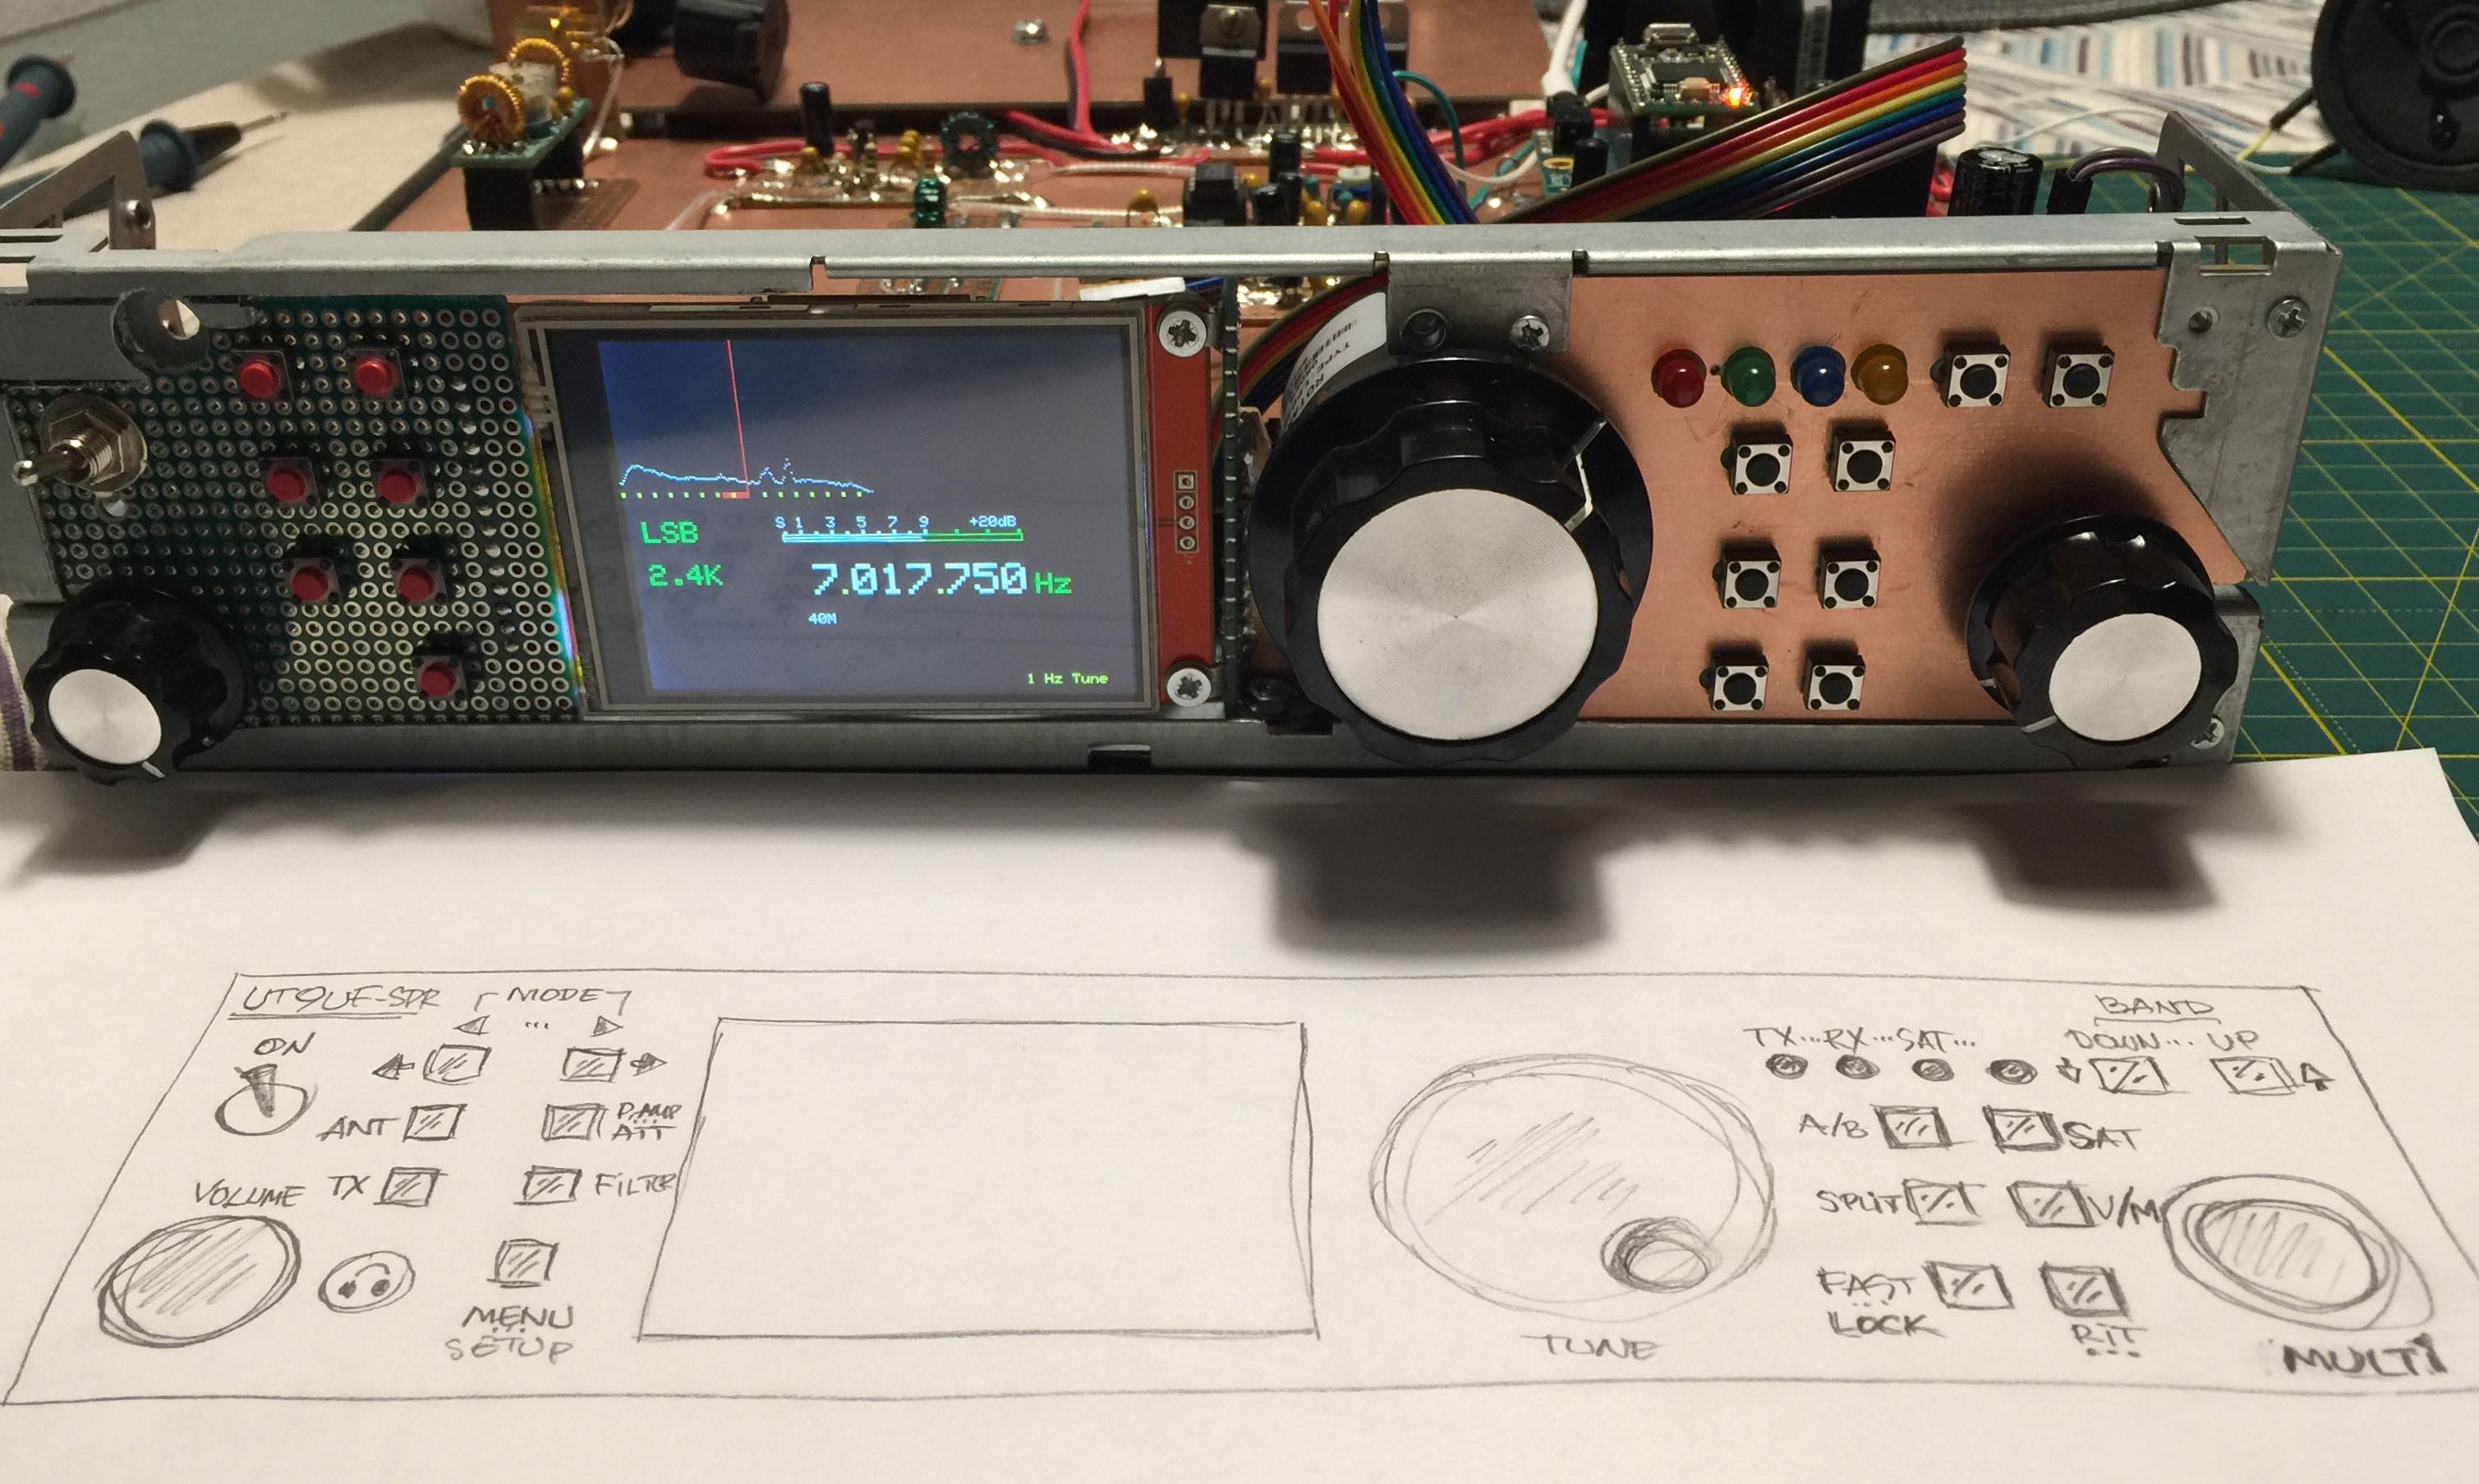 S 1 3 5 7 9 +20dB
LSB
2.4K 7.017.750 Hz
40M
1 Hz Tune
UT9UF-SDR MODE
ON
ANT P.AMP
ATT
VOLUME TX FILTER
MENU
SETUP
TUNE
BAND
TX...RX...SAT... DOWN... UP
A/B SAT
SPLIT V/M
FAST
LOCK RIT
MULTI